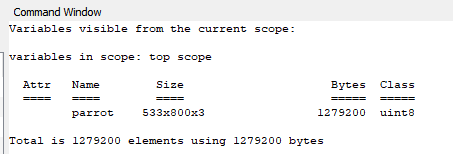 Command Window
Variables visible from the current scope:
variables in scope: top scope
Attr Name Size Bytes Class
==== ==== ==== ===== =====
parrot 533x800x3 1279200 uint8
Total is 1279200 elements using 1279200 bytes